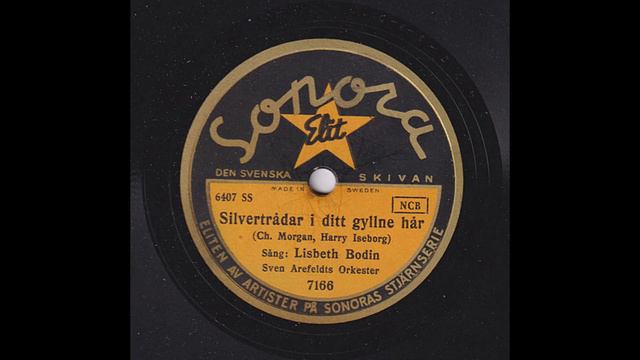 Sonora
Elit
DEN SVENSKA SKIVAN
MADE IN SWEDEN
6407 SS
NCB
Silvertrådar i ditt gyllne hår
(Ch. Morgan, Harry Iseborg)
Sång: Lisbeth Bodin
Sven Arefeldts Orkester
7166
ELITEN AV ARTISTER PÅ SONORAS STJÄRNSERIE